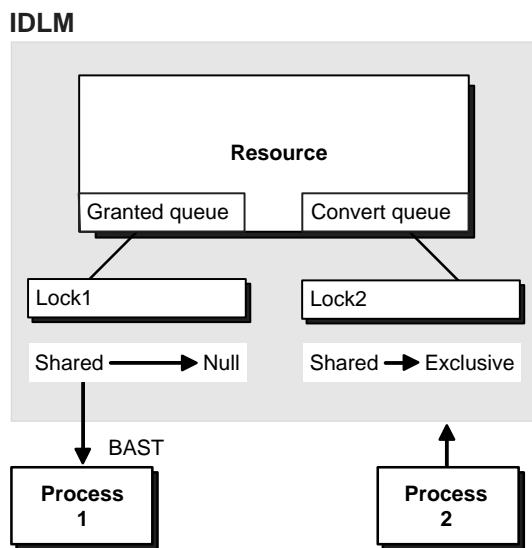 IDLM
Resource
Granted queue
Convert queue
Lock1
Lock2
Shared Null
Shared Exclusive
BAST
Process
1
Process
2